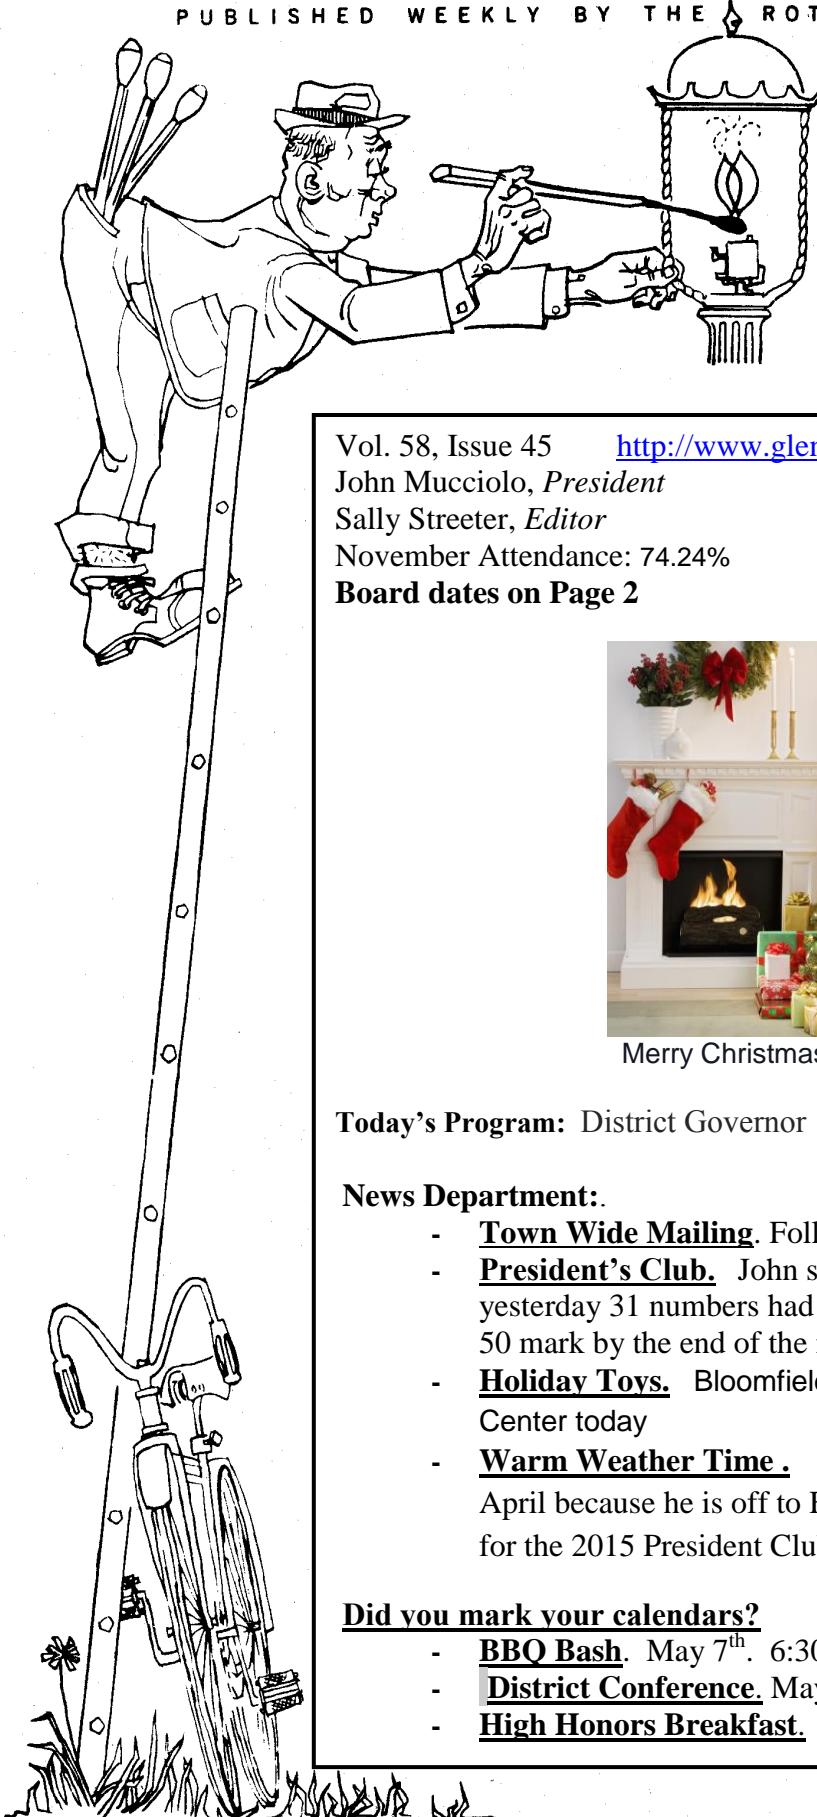 PUBLISHED WEEKLY BY THE ROT
Vol. 58, Issue 45 http://www.gler
John Mucciolo, President
Sally Streeter, Editor
November Attendance: 74.24%
Board dates on Page 2
Merry Christmas
Today’s Program: District Governor
News Department:.
- Town Wide Mailing. Foll
- President’s Club. John s
yesterday 31 numbers had
50 mark by the end of the
- Holiday Toys. Bloomfiel
Center today
- Warm Weather Time .
April because he is off to
for the 2015 President Clu
Did you mark your calendars?
- BBQ Bash. May 7th. 6:30
- District Conference. May
- High Honors Breakfast.